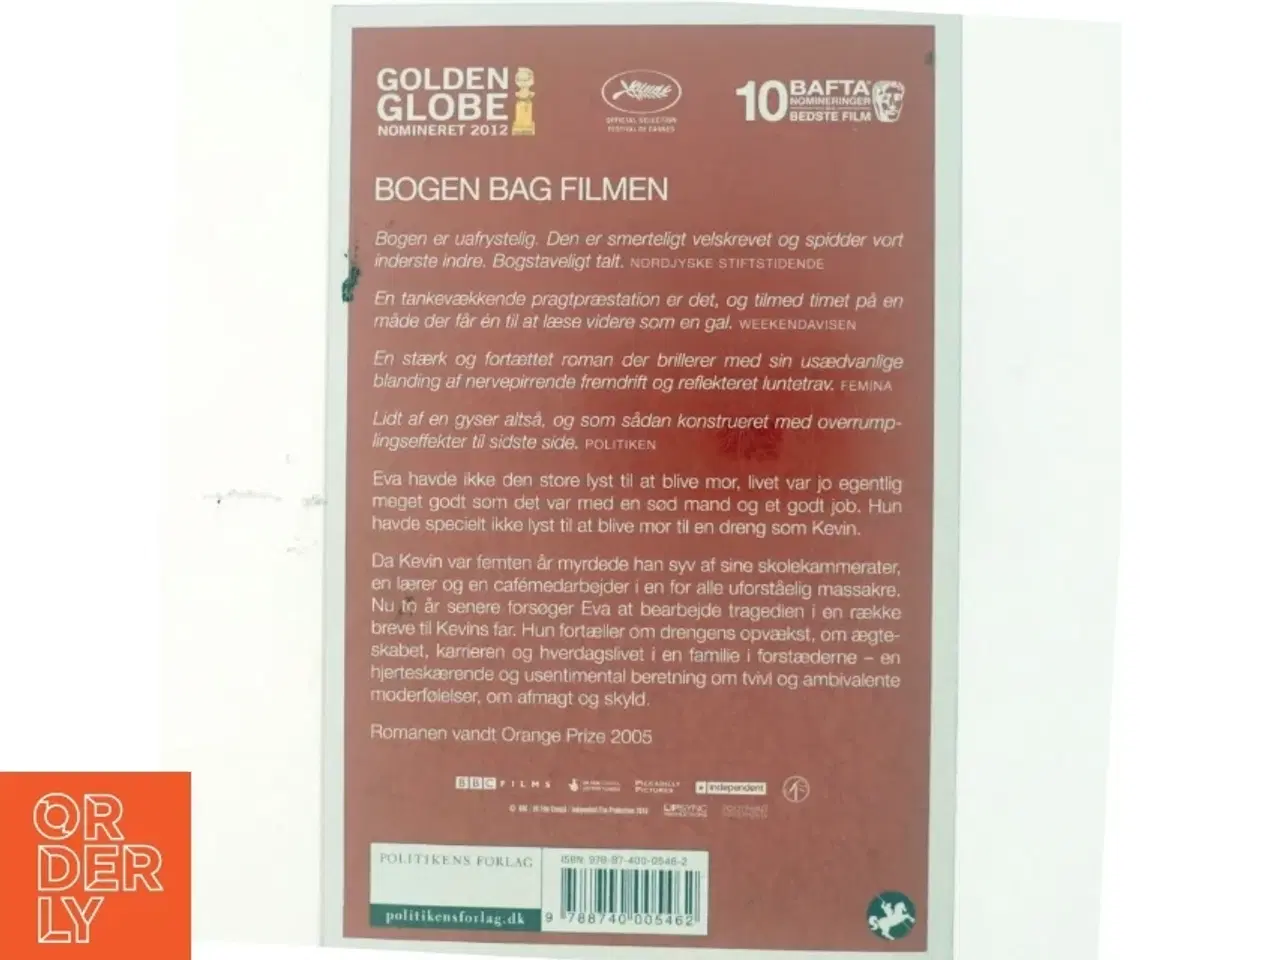 GOLDEN
GLOBE
NOMINERET 2012
OFFICIAL SELECTION
FESTIVAL DE CANNES
10 BAFTA
NOMINERINGER
BEDSTE FILM
BOGEN BAG FILMEN
Bogen er uafrystelig. Den er smerteligt velskrevet og spidder vort
inderste indre. Bogstaveligt talt. NORDJYSKE STIFTSTIDENDE
En tankevækkende pragtpræstation er det, og tilmed timet på en
måde der får én til at læse videre som en gal. WEEKENDAVISEN
En stærk og fortættet roman der brillerer med sin usædvanlige
blanding af nervepirrende fremdrift og reflekteret luntetrav. FEMINA
Lidt af en gyser altså, og som sådan konstrueret med overrump-
lingseffekter til sidste side. POLITIKEN
Eva havde ikke den store lyst til at blive mor, livet var jo egentlig
meget godt som det var med en sød mand og et godt job. Hun
havde specielt ikke lyst til at blive mor til en dreng som Kevin.
Da Kevin var femten år myrdede han syv af sine skolekammerater,
en lærer og en cafémedarbejder i en for alle uforståelig massakre.
Nu to år senere forsøger Eva at bearbejde tragedien i en række
breve til Kevins far. Hun fortæller om drengens opvækst, om ægte-
skabet, karrieren og hverdagslivet i en familie i forstæderne – en
hjerteskærende og usentimental beretning om tvivl og ambivalente
moderfølelser, om afmagt og skyld.
Romanen vandt Orange Prize 2005
BBC FILMS
PICCADILLY
PICTURES
independent
LIPSYNC
POLITIKENS FORLAG
politikensforlag.dk
ISBN: 978-87-400-0546-2
9 788740 005462
ORDERLY